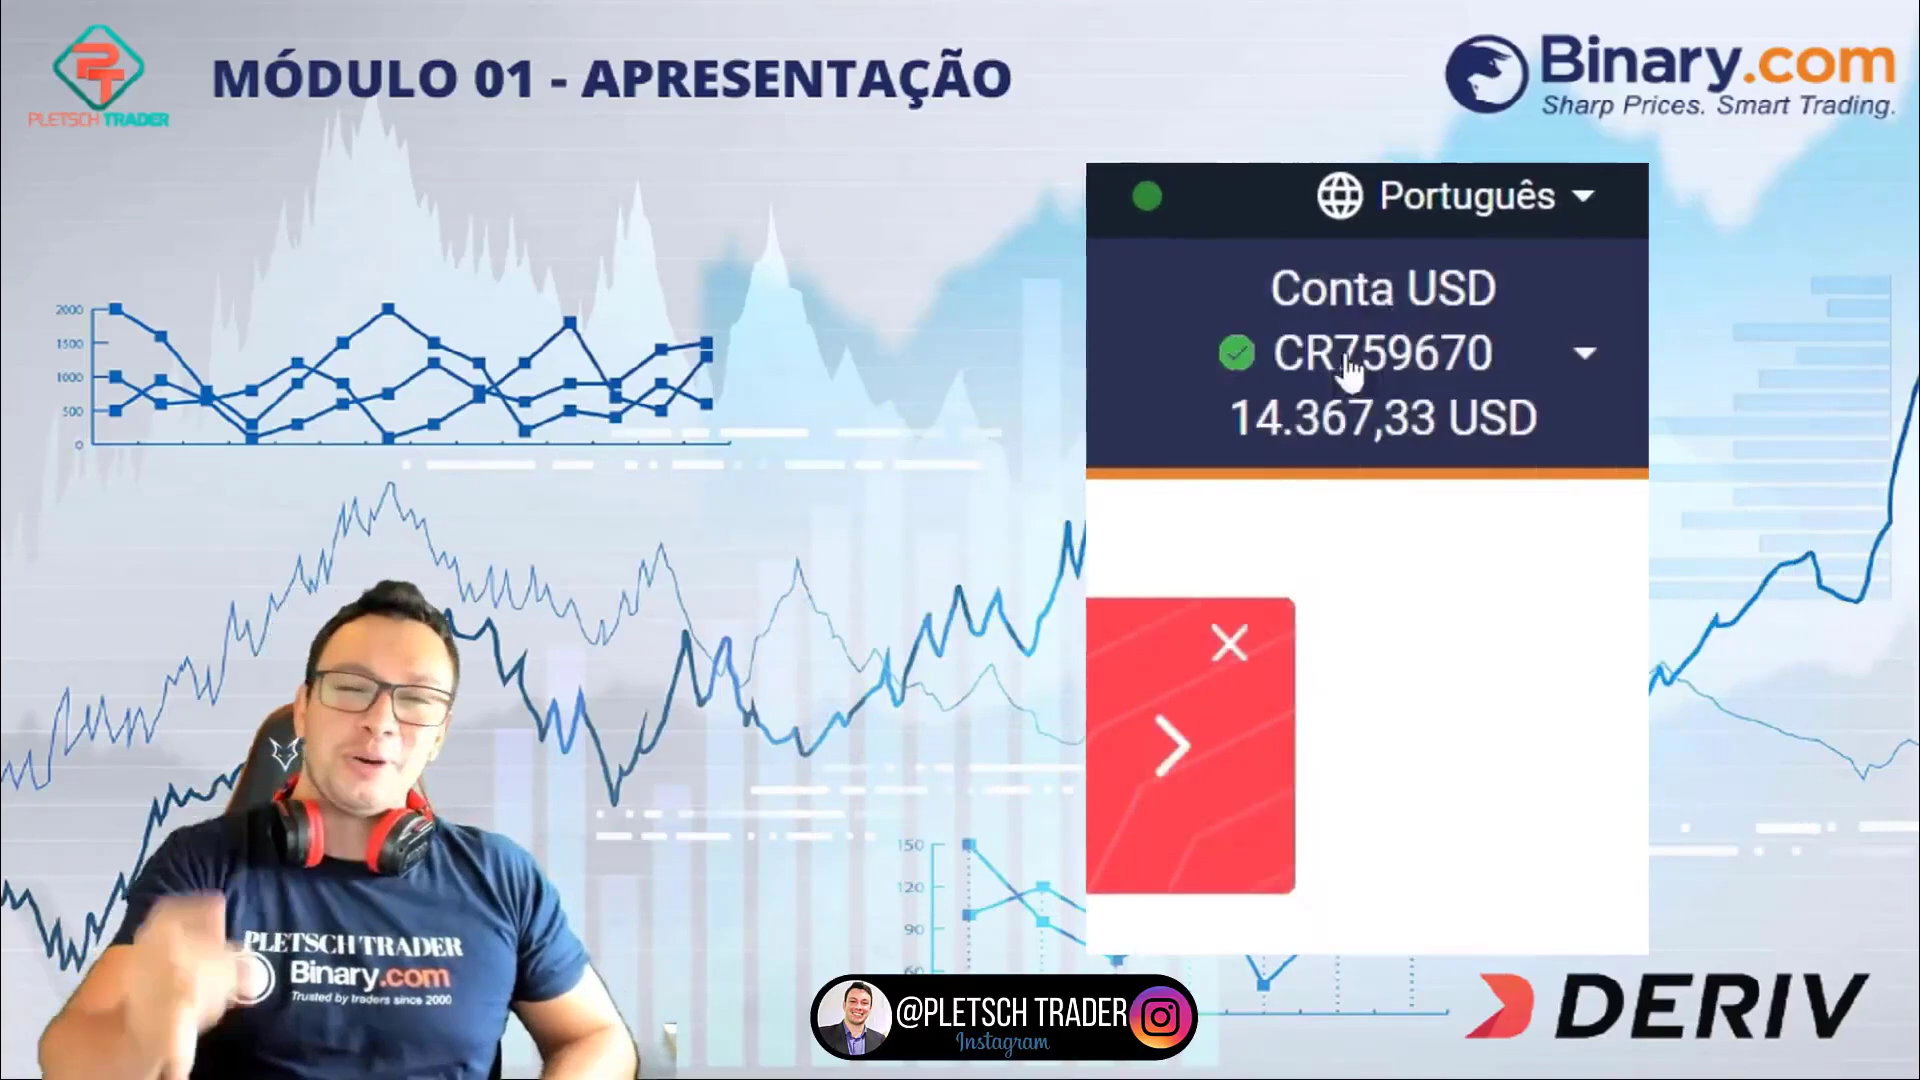 PLETSCH TRADER
MÓDULO 01 - APRESENTAÇÃO
Binary.com
Sharp Prices. Smart Trading.
Português
Conta USD
CR759670
14.367,33 USD
2000
1500
1000
500
0
150
120
90
60
PLETSCH TRADER
Binary.com
Trusted by traders since 2000
@PLETSCH TRADER
Instagram
DERIV